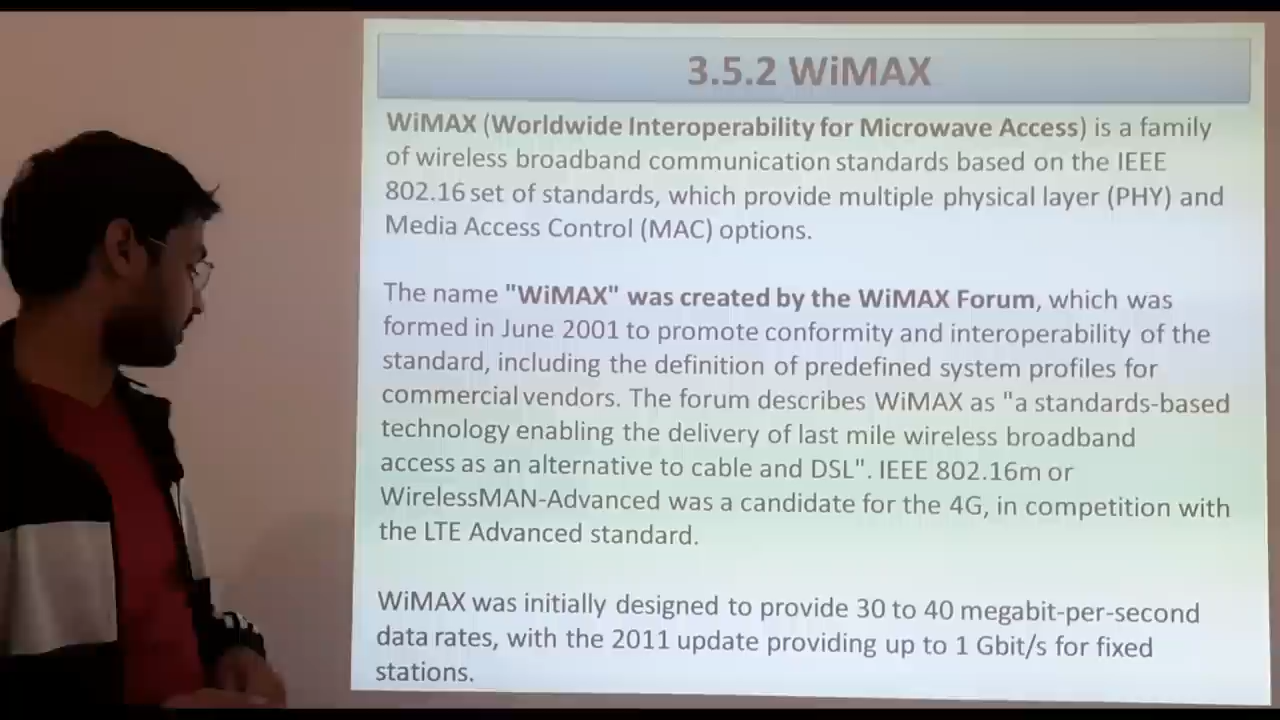 3.5.2 WiMAX
WiMAX (Worldwide Interoperability for Microwave Access) is a family
of wireless broadband communication standards based on the IEEE
802.16 set of standards, which provide multiple physical layer (PHY) and
Media Access Control (MAC) options.
The name "WiMAX" was created by the WiMAX Forum, which was
formed in June 2001 to promote conformity and interoperability of the
standard, including the definition of predefined system profiles for
commercial vendors. The forum describes WiMAX as "a standards-based
technology enabling the delivery of last mile wireless broadband
access as an alternative to cable and DSL". IEEE 802.16m or
WirelessMAN-Advanced was a candidate for the 4G, in competition with
the LTE Advanced standard.
WiMAX was initially designed to provide 30 to 40 megabit-per-second
data rates, with the 2011 update providing up to 1 Gbit/s for fixed
stations.